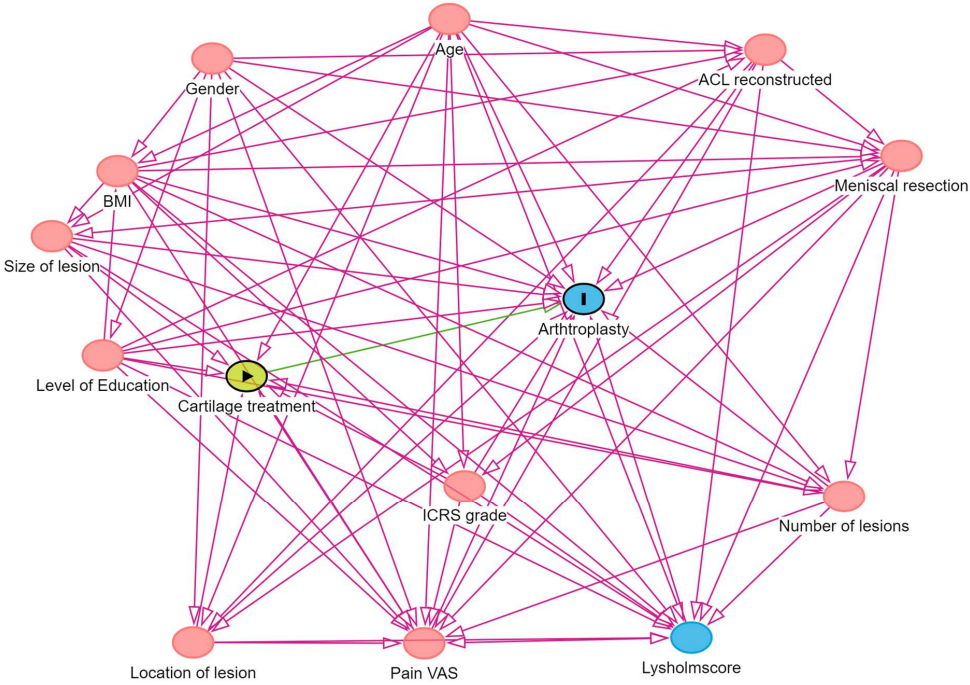 Age
Gender
ACL reconstructed
Meniscal resection
BMI
Size of lesion
Arthtroplasty
Level of Education
Cartilage treatment
ICRS grade
Number of lesions
Location of lesion
Pain VAS
Lysholmscore